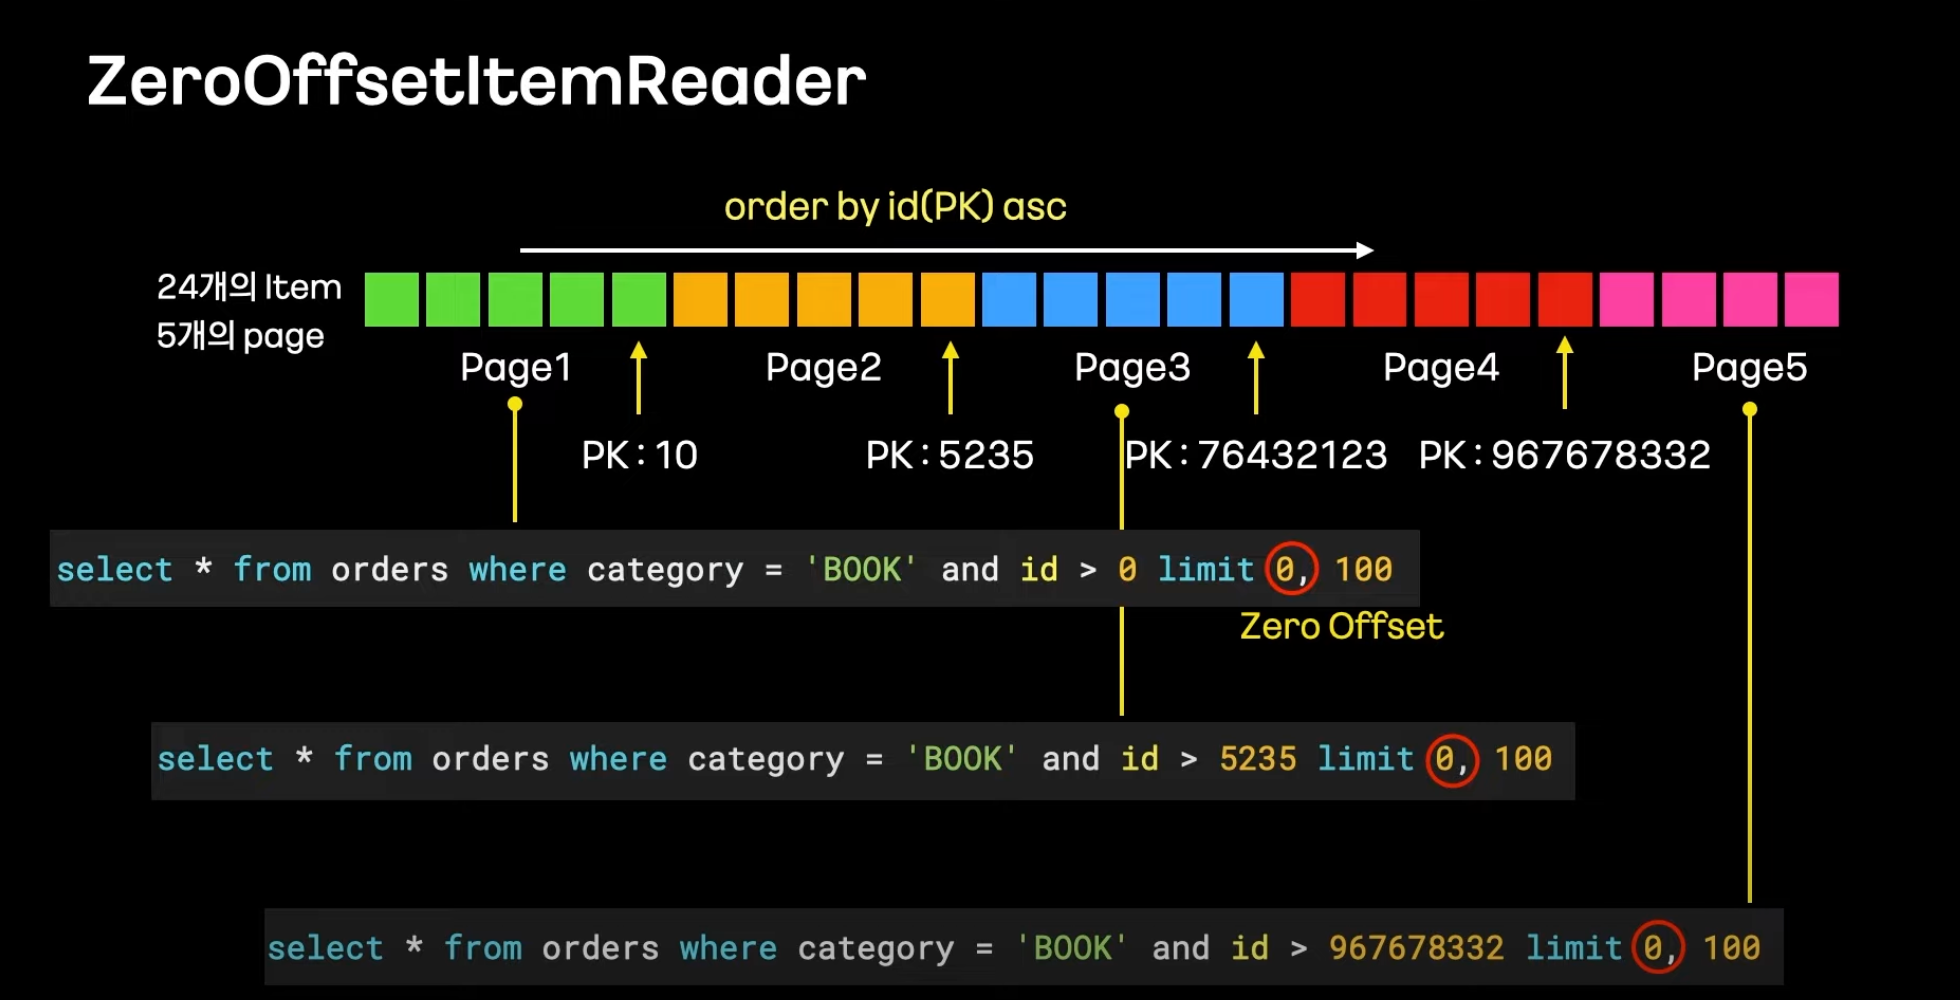 ZeroOffsetItemReader
order by id(PK) asc
24개의 Item
5개의 page
Page1
Page2
Page3
Page4
Page5
PK : 10
PK : 5235
PK : 76432123
PK : 967678332
select * from orders where category = 'BOOK' and id > 0 limit 0, 100
Zero Offset
select * from orders where category = 'BOOK' and id > 5235 limit 0, 100
select * from orders where category = 'BOOK' and id > 967678332 limit 0, 100